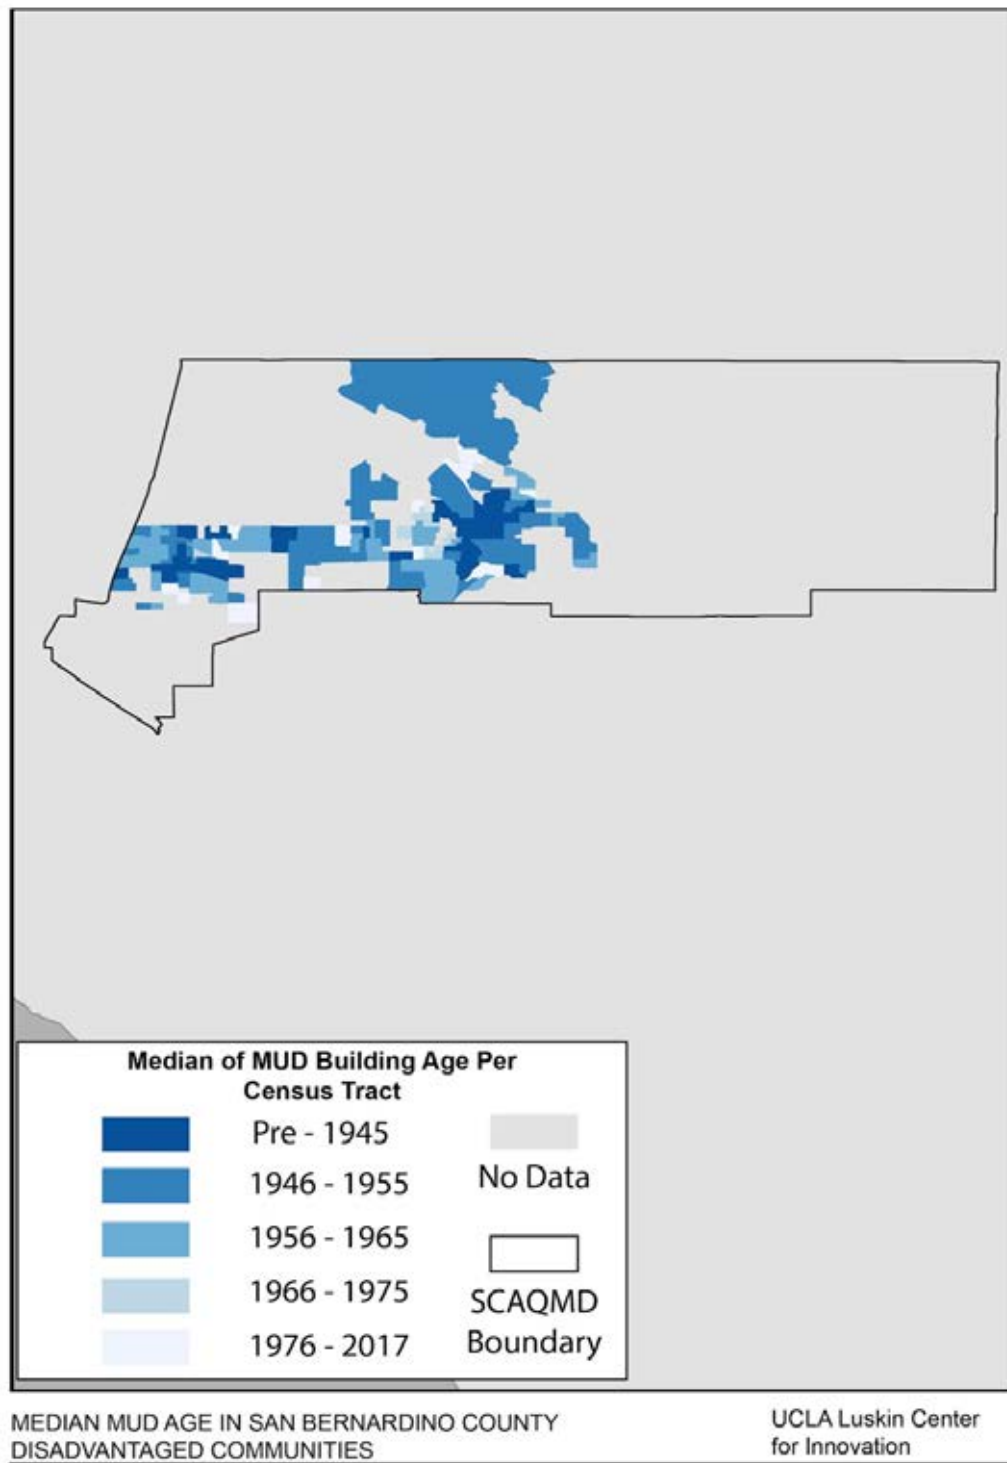 Median of MUD Building Age Per
Census Tract
Pre - 1945
1946 - 1955
1956 - 1965
1966 - 1975
1976 - 2017
No Data
SCAQMD
Boundary
MEDIAN MUD AGE IN SAN BERNARDINO COUNTY
DISADVANTAGED COMMUNITIES
UCLA Luskin Center
for Innovation